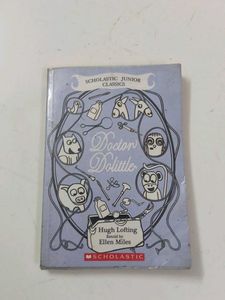 SCHOLASTIC JUNIOR
CLASSICS
Doctor
Dolittle
Hugh Lofting
Retold by
Ellen Miles
SCHOLASTIC